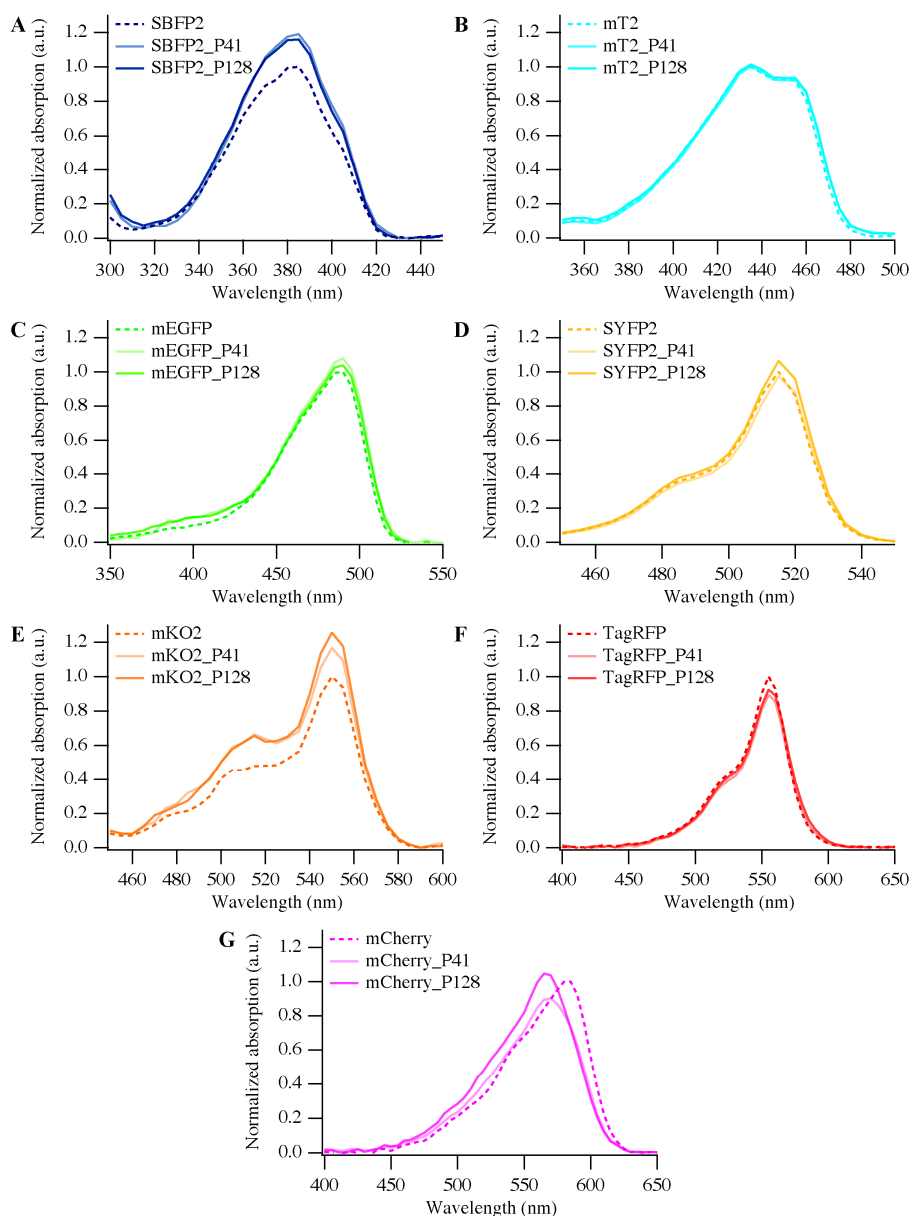 A
SBFP2
SBFP2_P41
SBFP2_P128
Normalized absorption (a.u.)
1.2
1.0
0.8
0.6
0.4
0.2
0.0
300 320 340 360 380 400 420 440
Wavelength (nm)
B
mT2
mT2_P41
mT2_P128
Normalized absorption (a.u.)
1.2
1.0
0.8
0.6
0.4
0.2
0.0
360 380 400 420 440 460 480 500
Wavelength (nm)
C
mEGFP
mEGFP_P41
mEGFP_P128
Normalized absorption (a.u.)
1.2
1.0
0.8
0.6
0.4
0.2
0.0
350 400 450 500 550
Wavelength (nm)
D
SYFP2
SYFP2_P41
SYFP2_P128
Normalized absorption (a.u.)
1.2
1.0
0.8
0.6
0.4
0.2
0.0
460 480 500 520 540
Wavelength (nm)
E
mKO2
mKO2_P41
mKO2_P128
Normalized absorption (a.u.)
1.2
1.0
0.8
0.6
0.4
0.2
0.0
460 480 500 520 540 560 580 600
Wavelength (nm)
F
TagRFP
TagRFP_P41
TagRFP_P128
Normalized absorption (a.u.)
1.2
1.0
0.8
0.6
0.4
0.2
0.0
400 450 500 550 600 650
Wavelength (nm)
G
mCherry
mCherry_P41
mCherry_P128
Normalized absorption (a.u.)
1.2
1.0
0.8
0.6
0.4
0.2
0.0
400 450 500 550 600 650
Wavelength (nm)